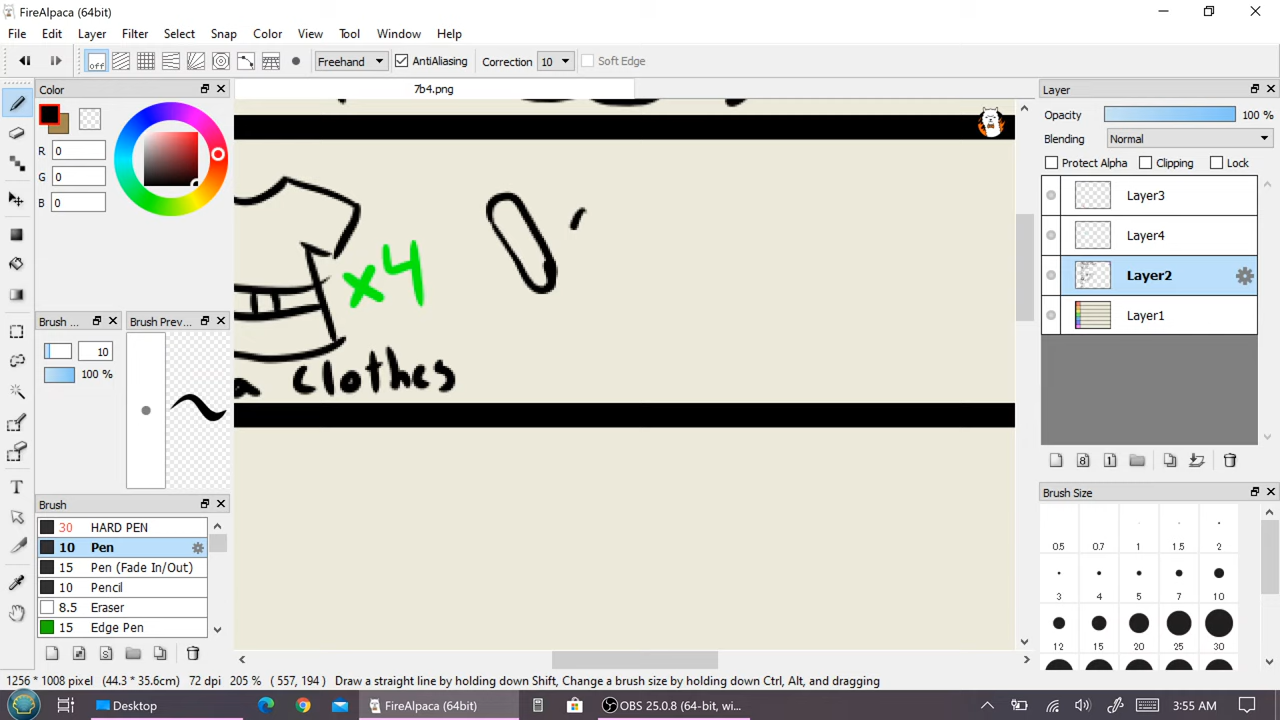 FireAlpaca (64bit)
File Edit Layer Filter Select Snap Color View Tool Window Help
off Freehand AntiAliasing Correction 10 Soft Edge
Color
R 0
G 0
B 0
Brush ...
10
100 %
Brush Prev...
Brush
30 HARD PEN
10 Pen
15 Pen (Fade In/Out)
10 Pencil
8.5 Eraser
15 Edge Pen
7b4.png
x4
a clothes
Layer
Opacity 100 %
Blending Normal
Protect Alpha Clipping Lock
Layer3
Layer4
Layer2
Layer1
8 1
Brush Size
0.5 0.7 1 1.5 2
3 4 5 7 10
12 15 20 25 30
1256 * 1008 pixel (44.3 * 35.6cm) 72 dpi 205 % ( 557, 194 ) Draw a straight line by holding down Shift, Change a brush size by holding down Ctrl, Alt, and dragging
Desktop FireAlpaca (64bit) OBS 25.0.8 (64-bit, wi... 3:55 AM